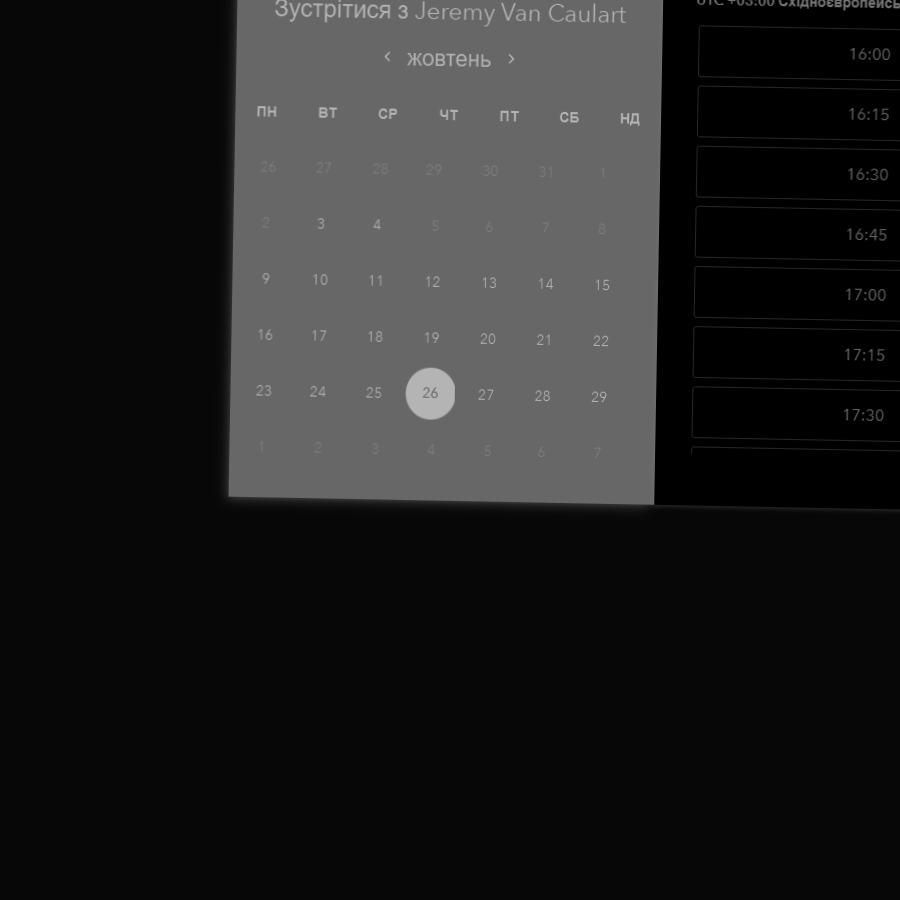 Зустрітися з Jeremy Van Caulart
жовтень
ПН ВТ СР ЧТ ПТ СБ НД
26 27 28 29 30 31 1
2 3 4 5 6 7 8
9 10 11 12 13 14 15
16 17 18 19 20 21 22
23 24 25 26 27 28 29
1 2 3 4 5 6 7
UTC +03:00 Східноєвропейсь
16:00
16:15
16:30
16:45
17:00
17:15
17:30